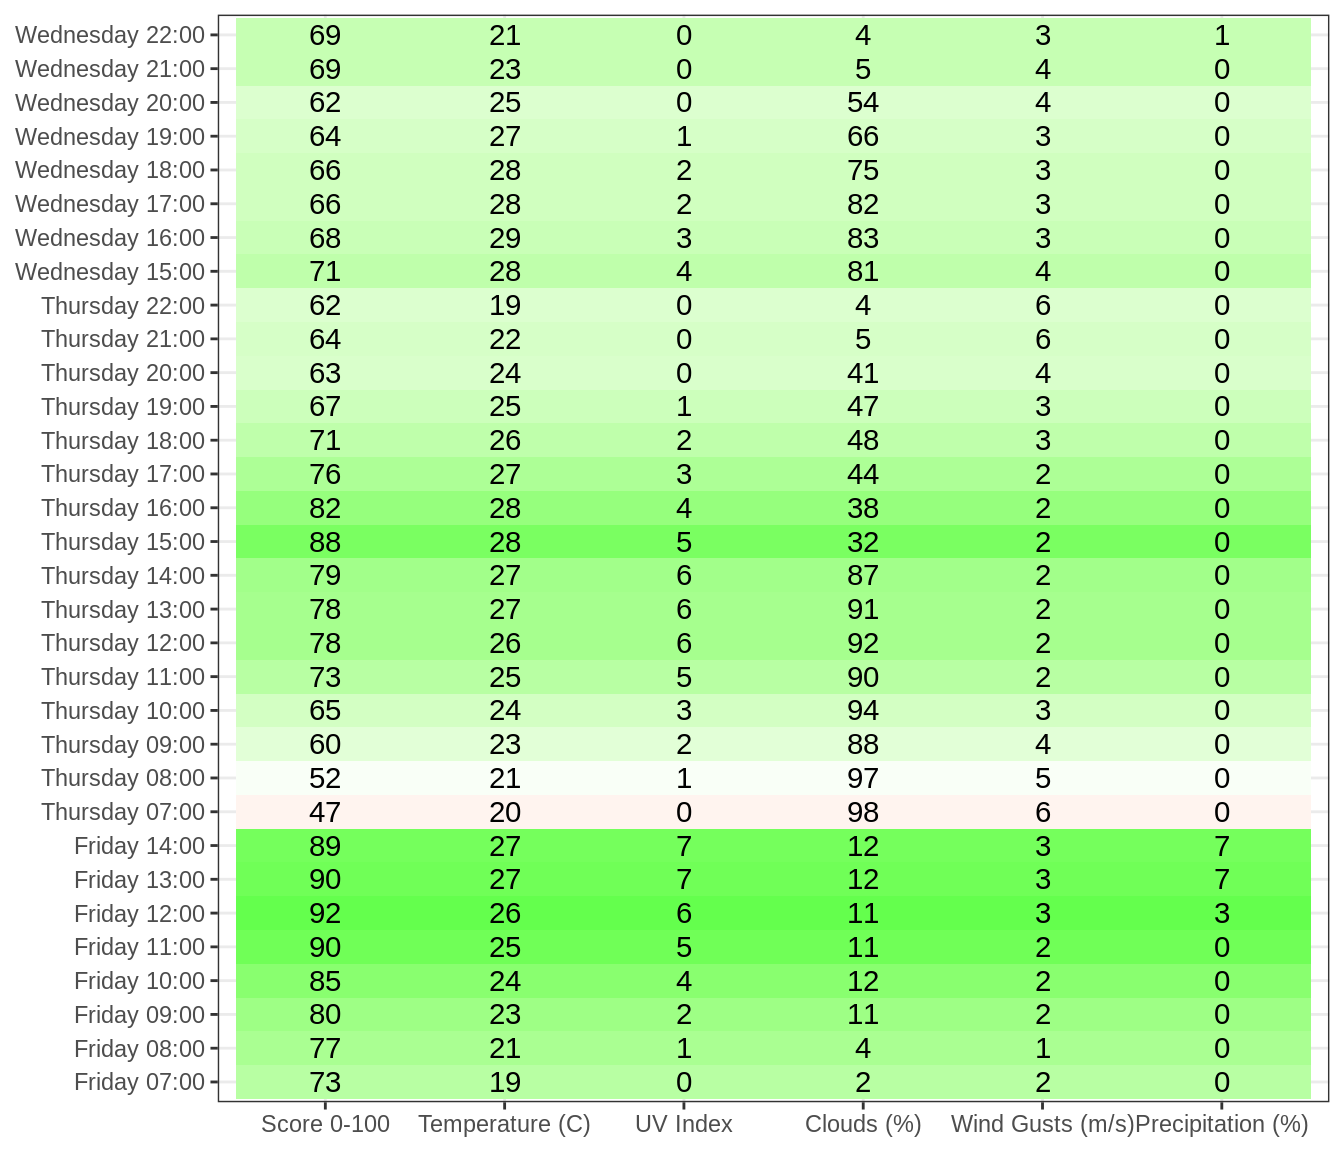 Wednesday 22:00 69 21 0 4 3 1
Wednesday 21:00 69 23 0 5 4 0
Wednesday 20:00 62 25 0 54 4 0
Wednesday 19:00 64 27 1 66 3 0
Wednesday 18:00 66 28 2 75 3 0
Wednesday 17:00 66 28 2 82 3 0
Wednesday 16:00 68 29 3 83 3 0
Wednesday 15:00 71 28 4 81 4 0
Thursday 22:00 62 19 0 4 6 0
Thursday 21:00 64 22 0 5 6 0
Thursday 20:00 63 24 0 41 4 0
Thursday 19:00 67 25 1 47 3 0
Thursday 18:00 71 26 2 48 3 0
Thursday 17:00 76 27 3 44 2 0
Thursday 16:00 82 28 4 38 2 0
Thursday 15:00 88 28 5 32 2 0
Thursday 14:00 79 27 6 87 2 0
Thursday 13:00 78 27 6 91 2 0
Thursday 12:00 78 26 6 92 2 0
Thursday 11:00 73 25 5 90 2 0
Thursday 10:00 65 24 3 94 3 0
Thursday 09:00 60 23 2 88 4 0
Thursday 08:00 52 21 1 97 5 0
Thursday 07:00 47 20 0 98 6 0
Friday 14:00 89 27 7 12 3 7
Friday 13:00 90 27 7 12 3 7
Friday 12:00 92 26 6 11 3 3
Friday 11:00 90 25 5 11 2 0
Friday 10:00 85 24 4 12 2 0
Friday 09:00 80 23 2 11 2 0
Friday 08:00 77 21 1 4 1 0
Friday 07:00 73 19 0 2 2 0
Score 0-100 Temperature (C) UV Index Clouds (%) Wind Gusts (m/s) Precipitation (%)